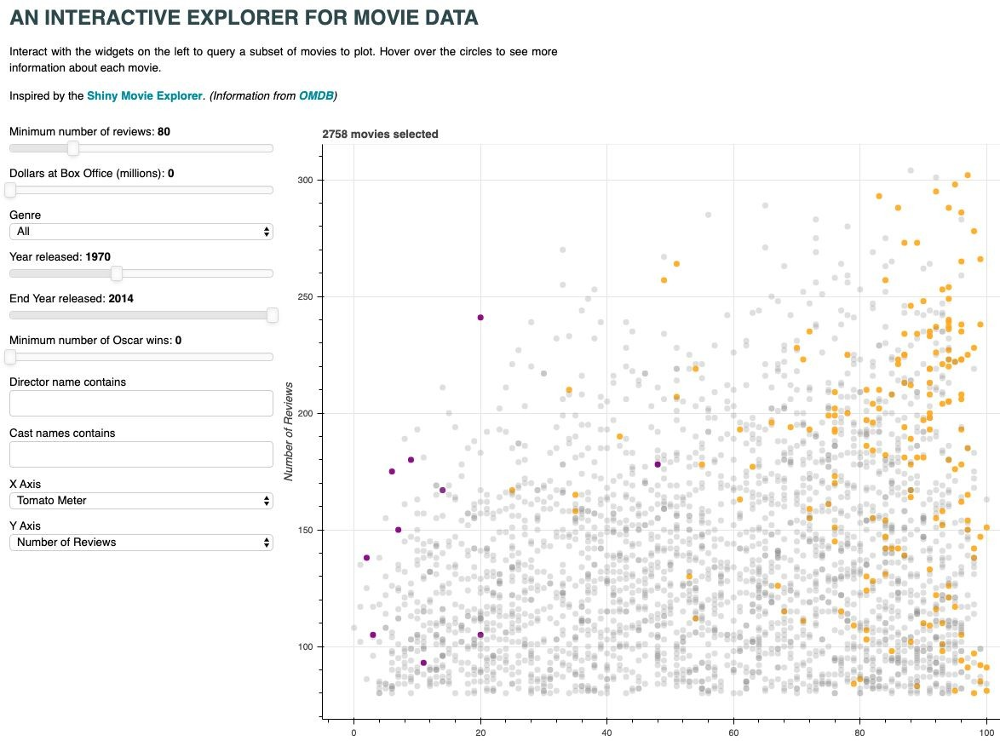 AN INTERACTIVE EXPLORER FOR MOVIE DATA
Interact with the widgets on the left to query a subset of movies to plot. Hover over the circles to see more
information about each movie.
Inspired by the Shiny Movie Explorer. (Information from OMDB)
Minimum number of reviews: 80
Dollars at Box Office (millions): 0
Genre
All
Year released: 1970
End Year released: 2014
Minimum number of Oscar wins: 0
Director name contains
Cast names contains
X Axis
Tomato Meter
Y Axis
Number of Reviews
2758 movies selected
Number of Reviews
300
250
200
150
100
0
20
40
60
80
100